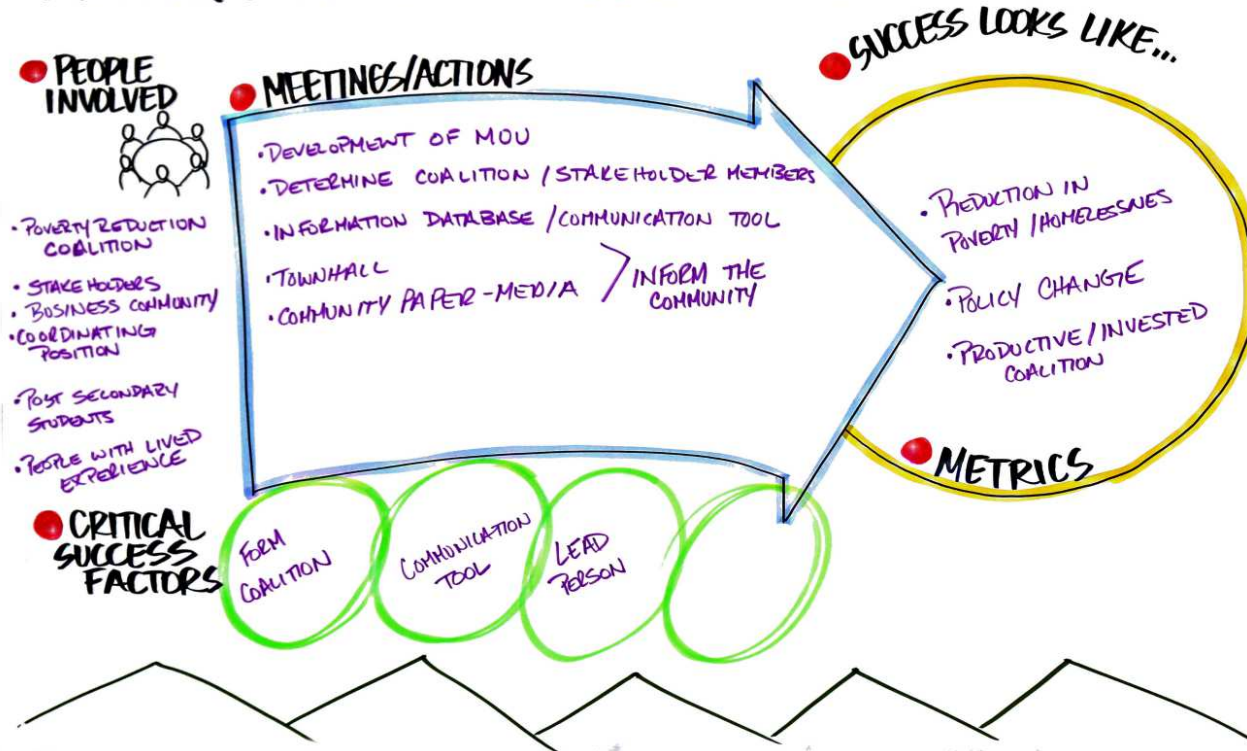 PEOPLE
INVOLVED
• POVERTY REDUCTION
COALITION
• STAKEHOLDERS
• BUSINESS COMMUNITY
• COORDINATING
POSITION
• POST SECONDARY
STUDENTS
• PEOPLE WITH LIVED
EXPERIENCE
MEETINGS/ACTIONS
• DEVELOPMENT OF MOU
• DETERMINE COALITION / STAKEHOLDER MEMBERS
• INFORMATION DATABASE / COMMUNICATION TOOL
• TOWNHALL
• COMMUNITY PAPER - MEDIA
INFORM THE
COMMUNITY
SUCCESS LOOKS LIKE...
• REDUCTION IN
POVERTY / HOMELESSNES
• POLICY CHANGE
• PRODUCTIVE / INVESTED
COALITION
METRICS
CRITICAL
SUCCESS
FACTORS
FORM
COALITION
COMMUNICATION
TOOL
LEAD
PERSON